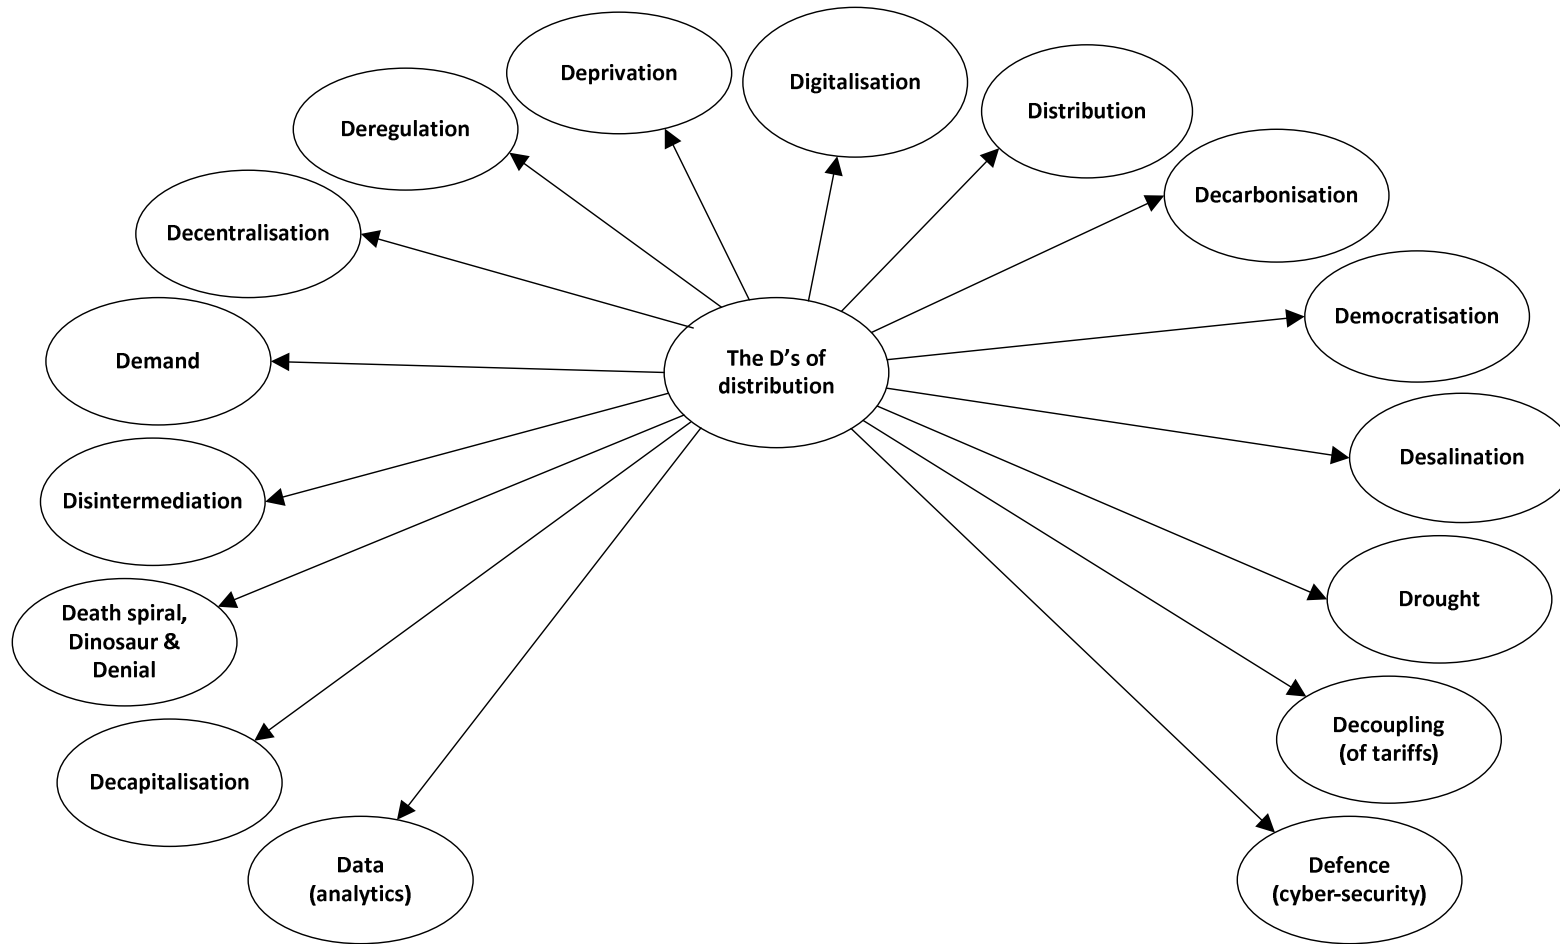 Deprivation
Digitalisation
Distribution
Deregulation
Decarbonisation
Decentralisation
Democratisation
Demand
The D’s of
distribution
Desalination
Disintermediation
Drought
Death spiral,
Dinosaur &
Denial
Decoupling
(of tariffs)
Decapitalisation
Data
(analytics)
Defence
(cyber-security)